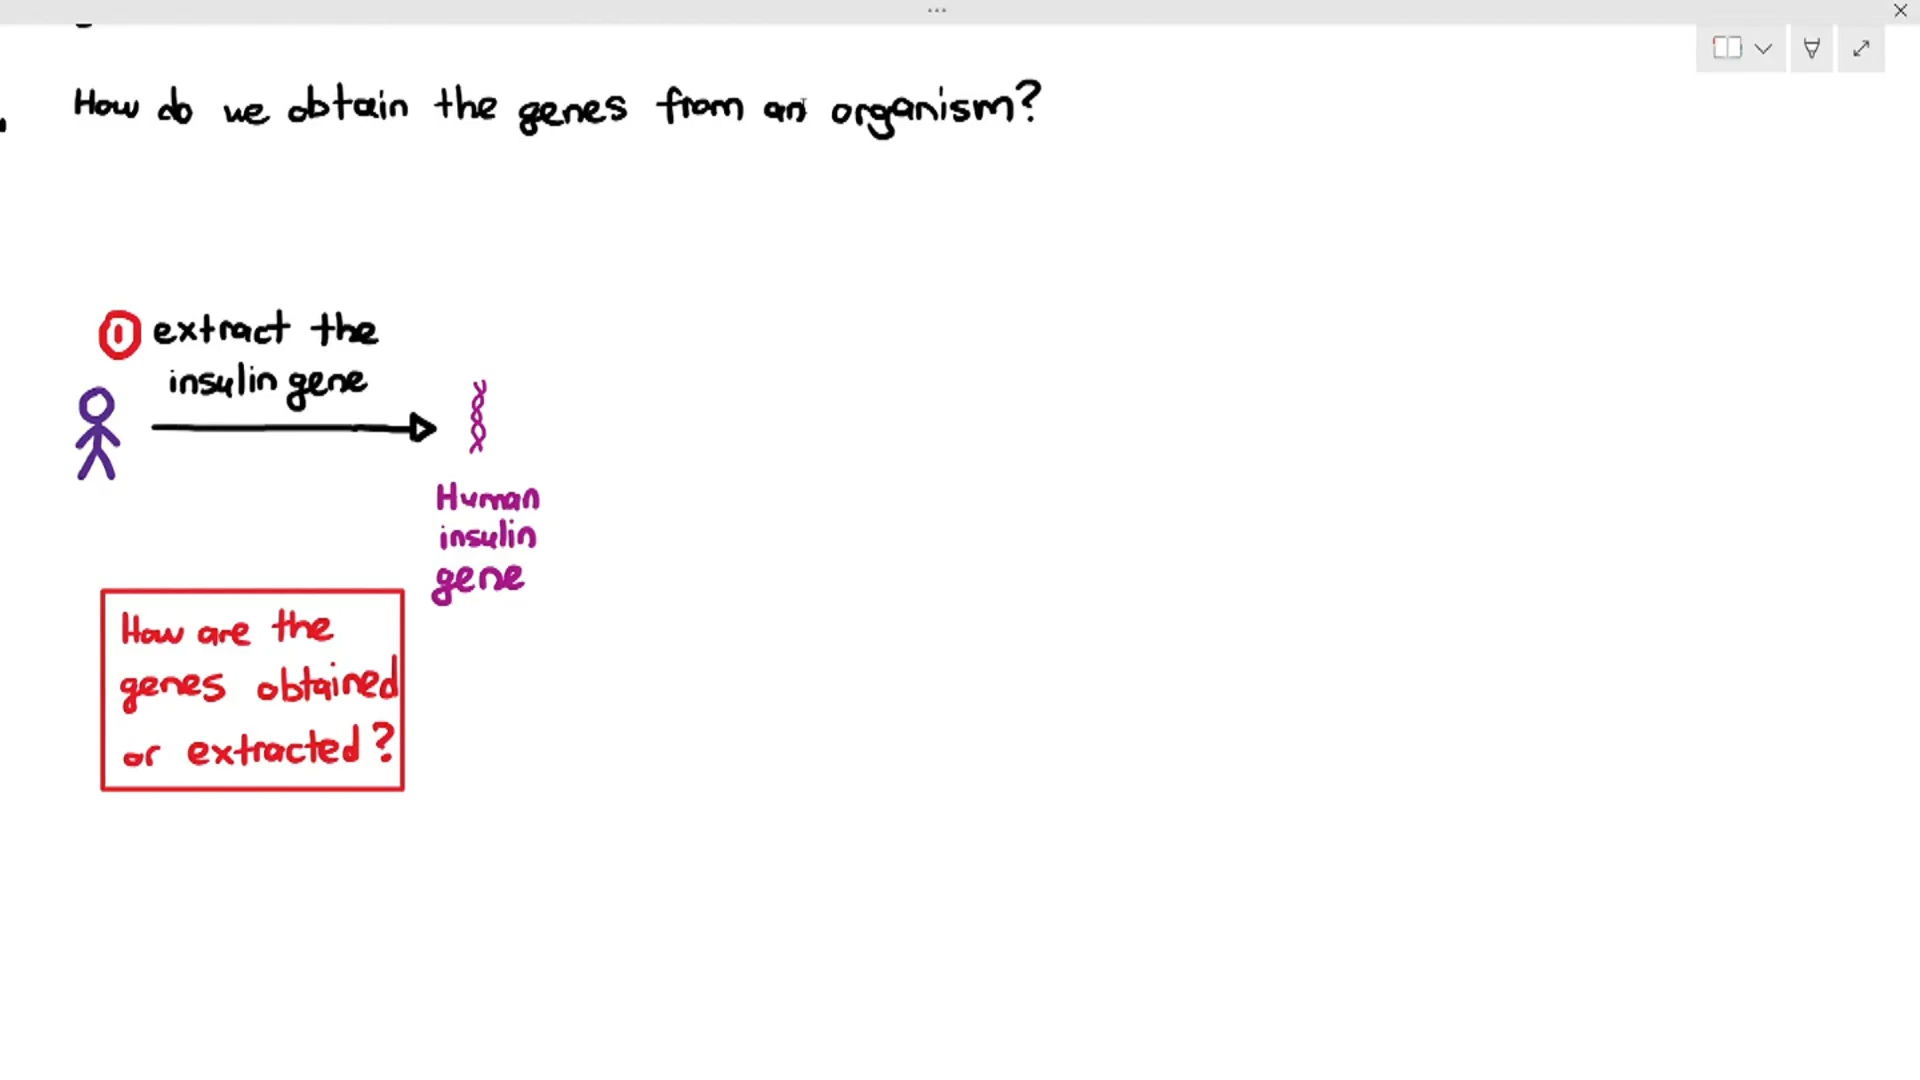 How do we obtain the genes from an organism?
1 extract the
insulin gene
Human
insulin
gene
How are the
genes obtained
or extracted?